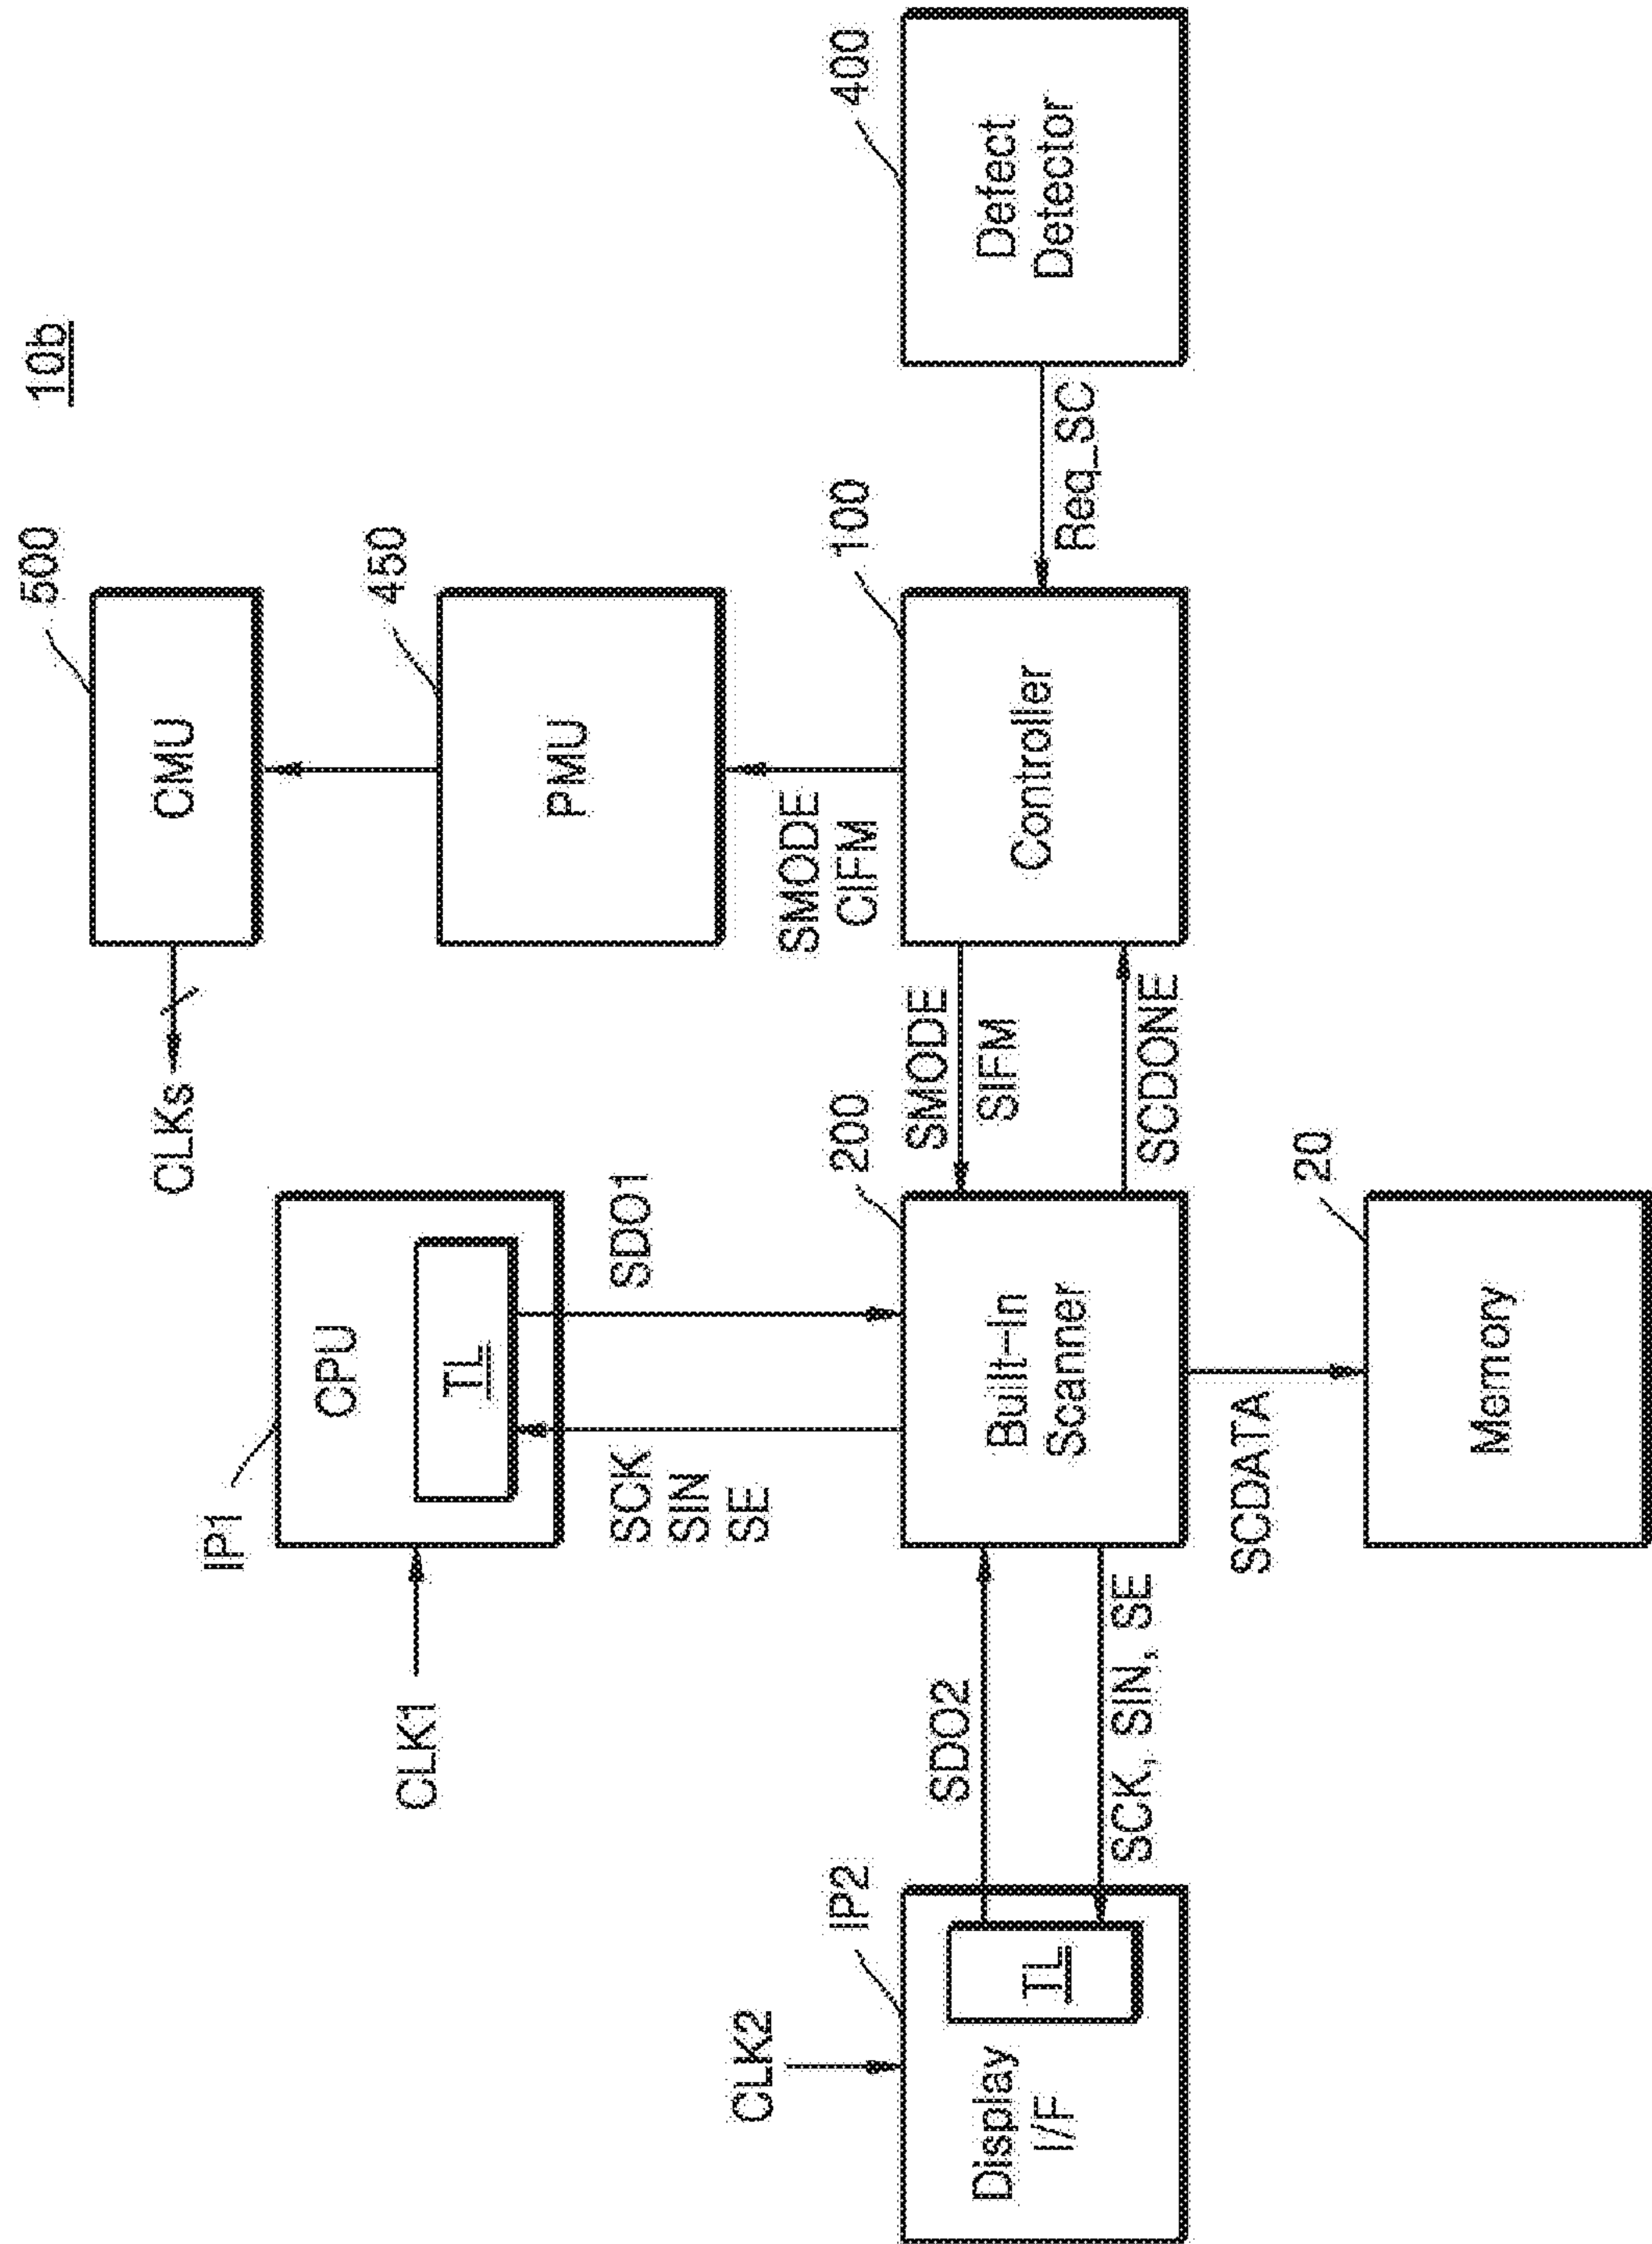 10b
500
CMU
CLKs
450
PMU
IP1
CPU
TL
CLK1
SMODE
CIFM
SCK
SIN
SE
SDO1
CLK2
IP2
Display
I/F
TL
SDO2
SCK, SIN, SE
200
Built-In
Scanner
SMODE
SIFM
SCDONE
100
Controller
Req_SC
400
Defect
Detector
SCDATA
20
Memory